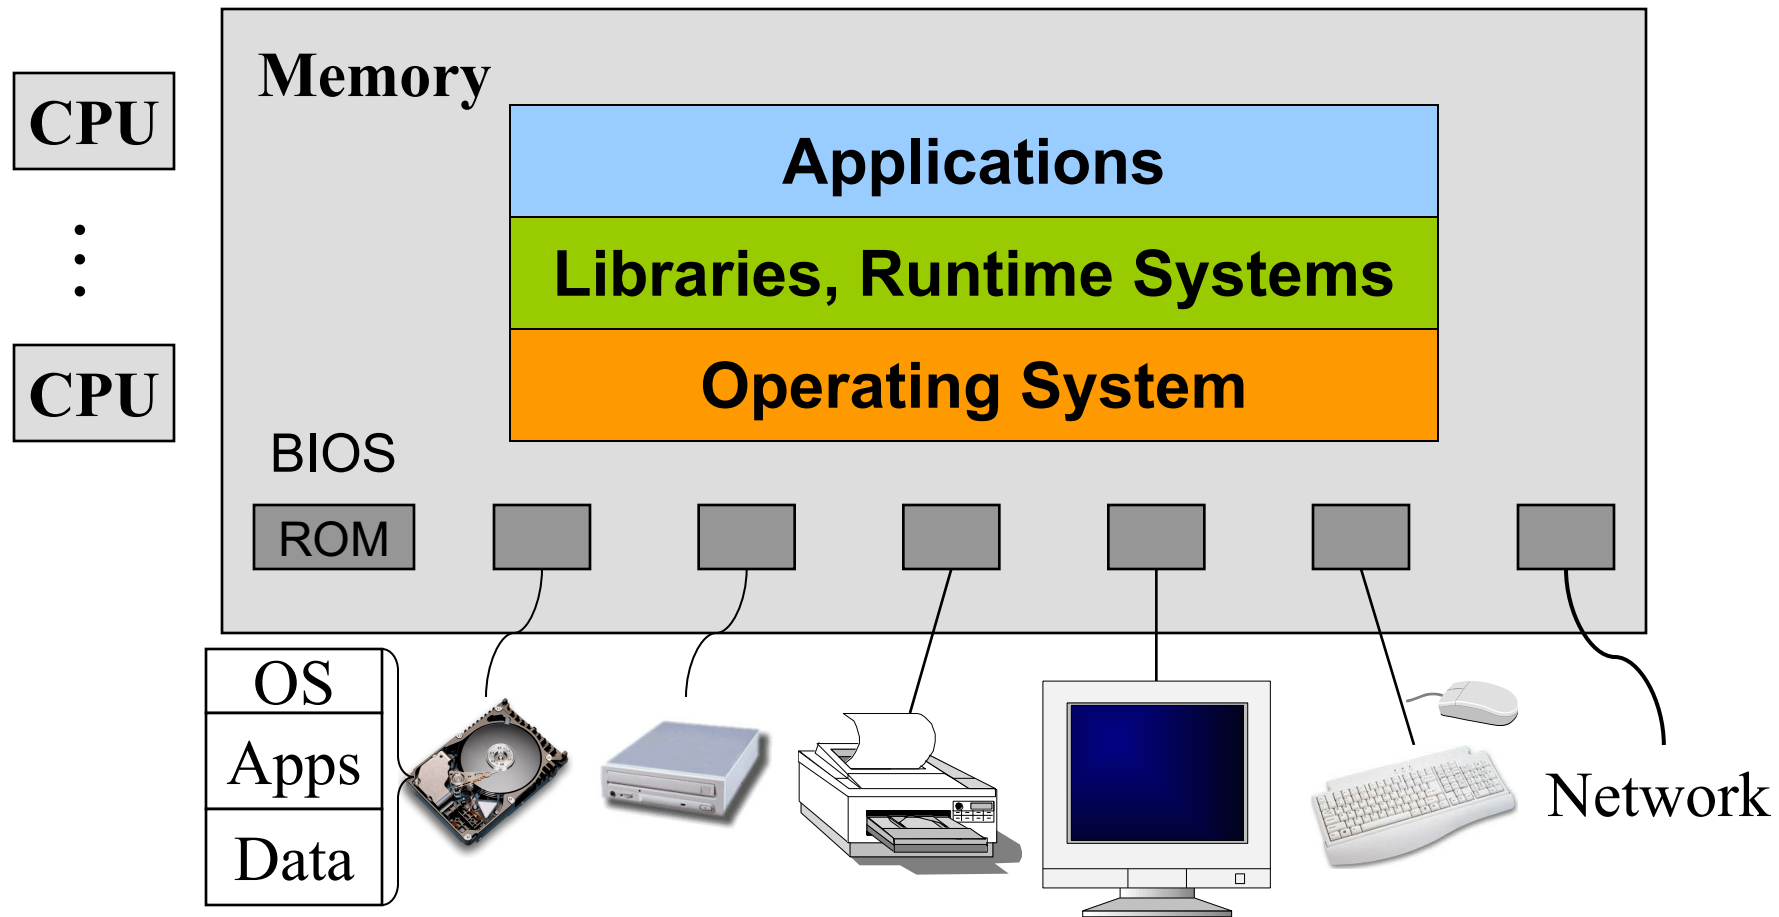 Memory
CPU
Applications
Libraries, Runtime Systems
CPU
Operating System
BIOS
ROM
OS
Apps
Data
Network